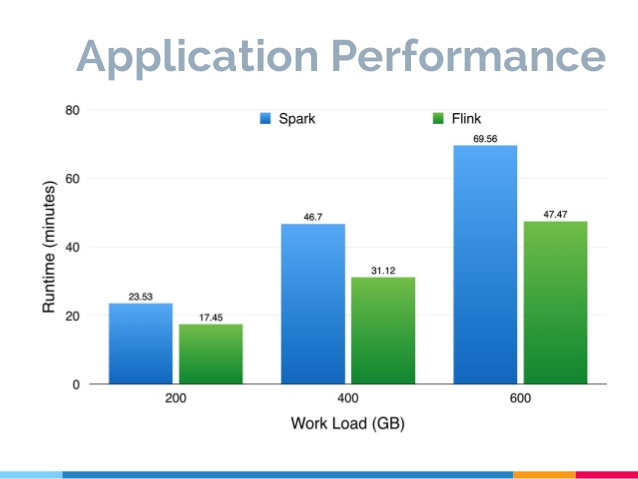 Application Performance
80
Spark
Flink
69.56
60
46.7
47.47
40
31.12
23.53
17.45
20
0
Runtime (minutes)
200
400
600
Work Load (GB)